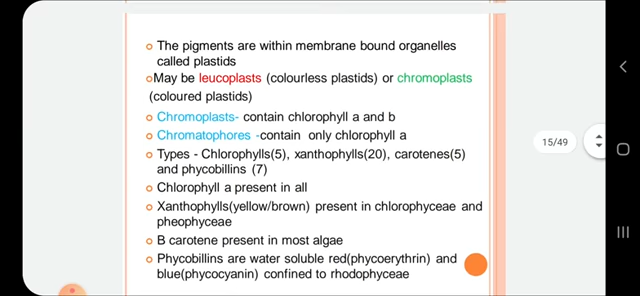 The pigments are within membrane bound organelles
called plastids
May be leucoplasts (colourless plastids) or chromoplasts
(coloured plastids)
Chromoplasts- contain chlorophyll a and b
Chromatophores -contain only chlorophyll a
Types - Chlorophylls(5), xanthophylls(20), carotenes(5)
and phycobillins (7)
Chlorophyll a present in all
Xanthophylls(yellow/brown) present in chlorophyceae and
pheophyceae
B carotene present in most algae
Phycobillins are water soluble red(phycoerythrin) and
blue(phycocyanin) confined to rhodophyceae
15/49